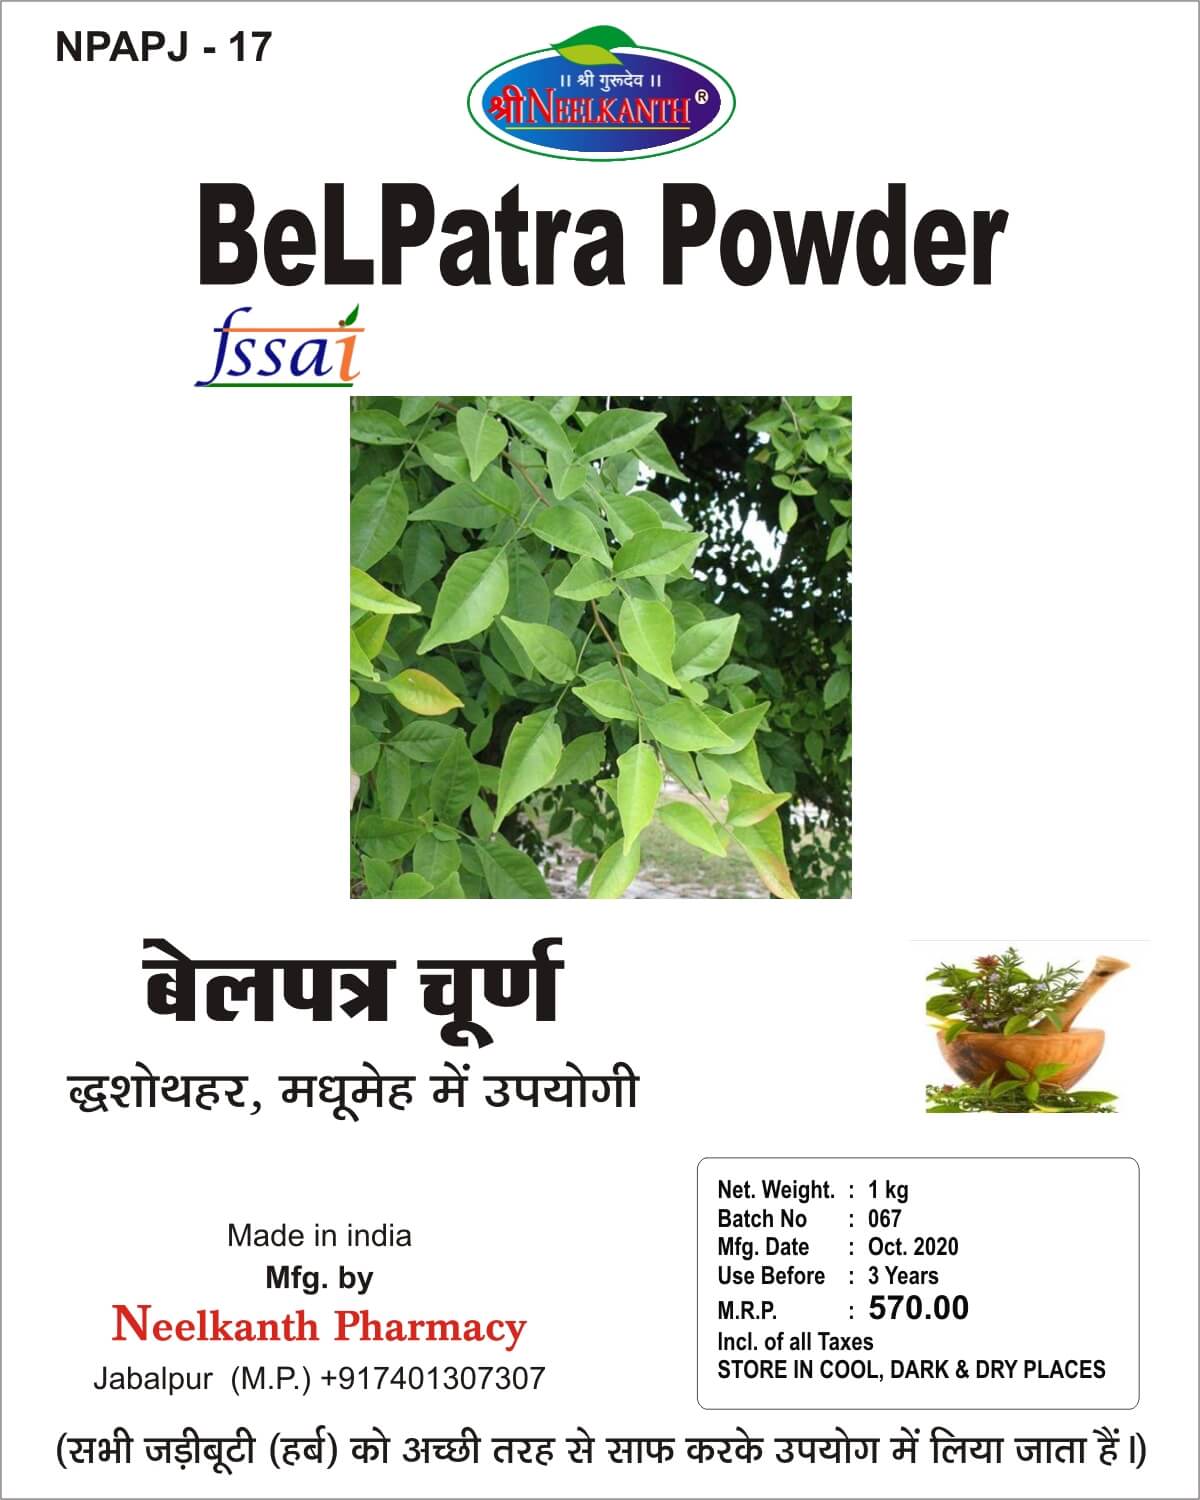 NPAPJ - 17
।। श्री गुरूदेव ।।
श्री NEELKANTH ®
BeLPatra Powder
fssai
बेलपत्र चूर्ण
द्धशोथहर, मधूमेह में उपयोगी
Net. Weight. : 1 kg
Batch No : 067
Mfg. Date : Oct. 2020
Use Before : 3 Years
M.R.P. : 570.00
Incl. of all Taxes
STORE IN COOL, DARK & DRY PLACES
Made in india
Mfg. by
Neelkanth Pharmacy
Jabalpur (M.P.) +917401307307
(सभी जड़ीबूटी (हर्ब) को अच्छी तरह से साफ करके उपयोग में लिया जाता हैं।)